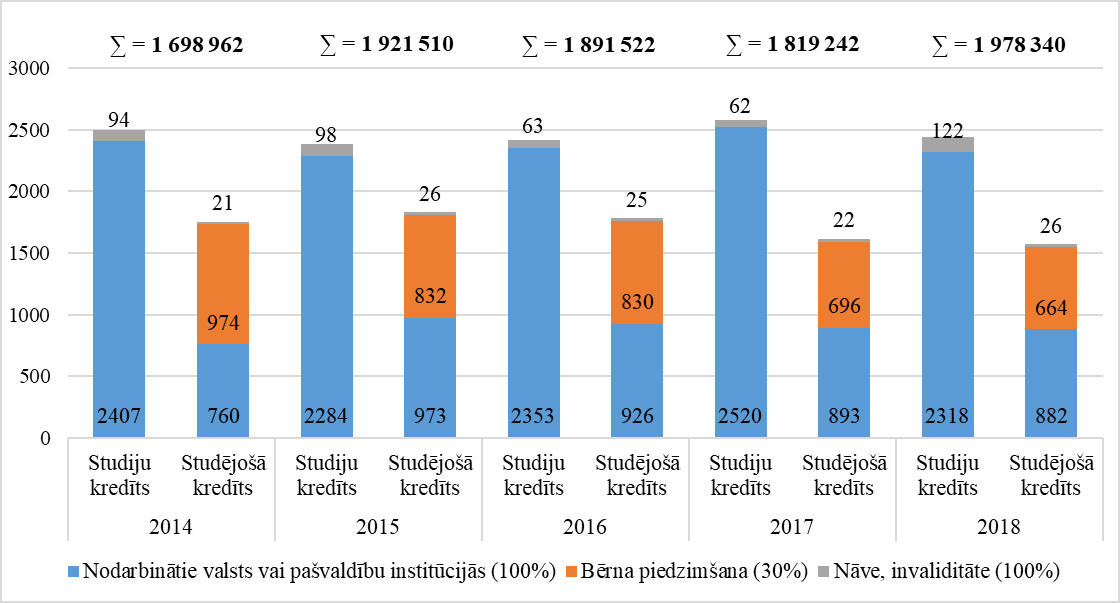 ∑ = 1 698 962 ∑ = 1 921 510 ∑ = 1 891 522 ∑ = 1 819 242 ∑ = 1 978 340
3000
2500
2000
1500
1000
500
0
94 98 63 62 122
21 26 25 22 26
974 832 830 696 664
2407 760 2284 973 2353 926 2520 893 2318 882
Studiju Studējošā Studiju Studējošā Studiju Studējošā Studiju Studējošā Studiju Studējošā
kredīts kredīts kredīts kredīts kredīts kredīts kredīts kredīts kredīts kredīts
2014 2015 2016 2017 2018
Nodarbinātie valsts vai pašvaldību institūcijās (100%) Bērna piedzimšana (30%) Nāve, invaliditāte (100%)